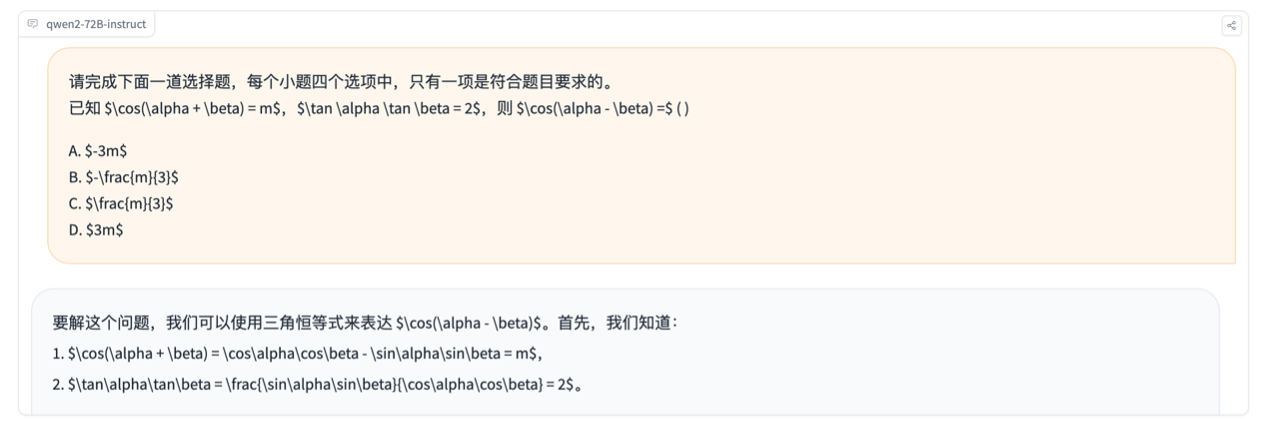 qwen2-72B-instruct
请完成下面一道选择题，每个小题四个选项中，只有一项是符合题目要求的。
已知 $\cos(\alpha + \beta) = m$，$\tan \alpha \tan \beta = 2$，则 $\cos(\alpha - \beta) =$ ( )
A. $-3m$
B. $-\frac{m}{3}$
C. $\frac{m}{3}$
D. $3m$
要解这个问题，我们可以使用三角恒等式来表达 $\cos(\alpha - \beta)$。首先，我们知道：
1. $\cos(\alpha + \beta) = \cos\alpha\cos\beta - \sin\alpha\sin\beta = m$，
2. $\tan\alpha\tan\beta = \frac{\sin\alpha\sin\beta}{\cos\alpha\cos\beta} = 2$。